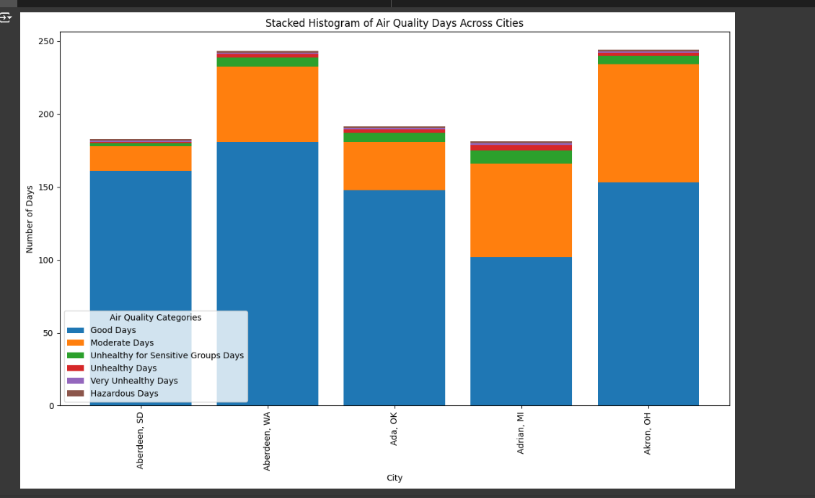 Stacked Histogram of Air Quality Days Across Cities
250
200
150
100
50
0
Number of Days
Air Quality Categories
Good Days
Moderate Days
Unhealthy for Sensitive Groups Days
Unhealthy Days
Very Unhealthy Days
Hazardous Days
Aberdeen, SD
Aberdeen, WA
Ada, OK
Adrian, MI
Akron, OH
City